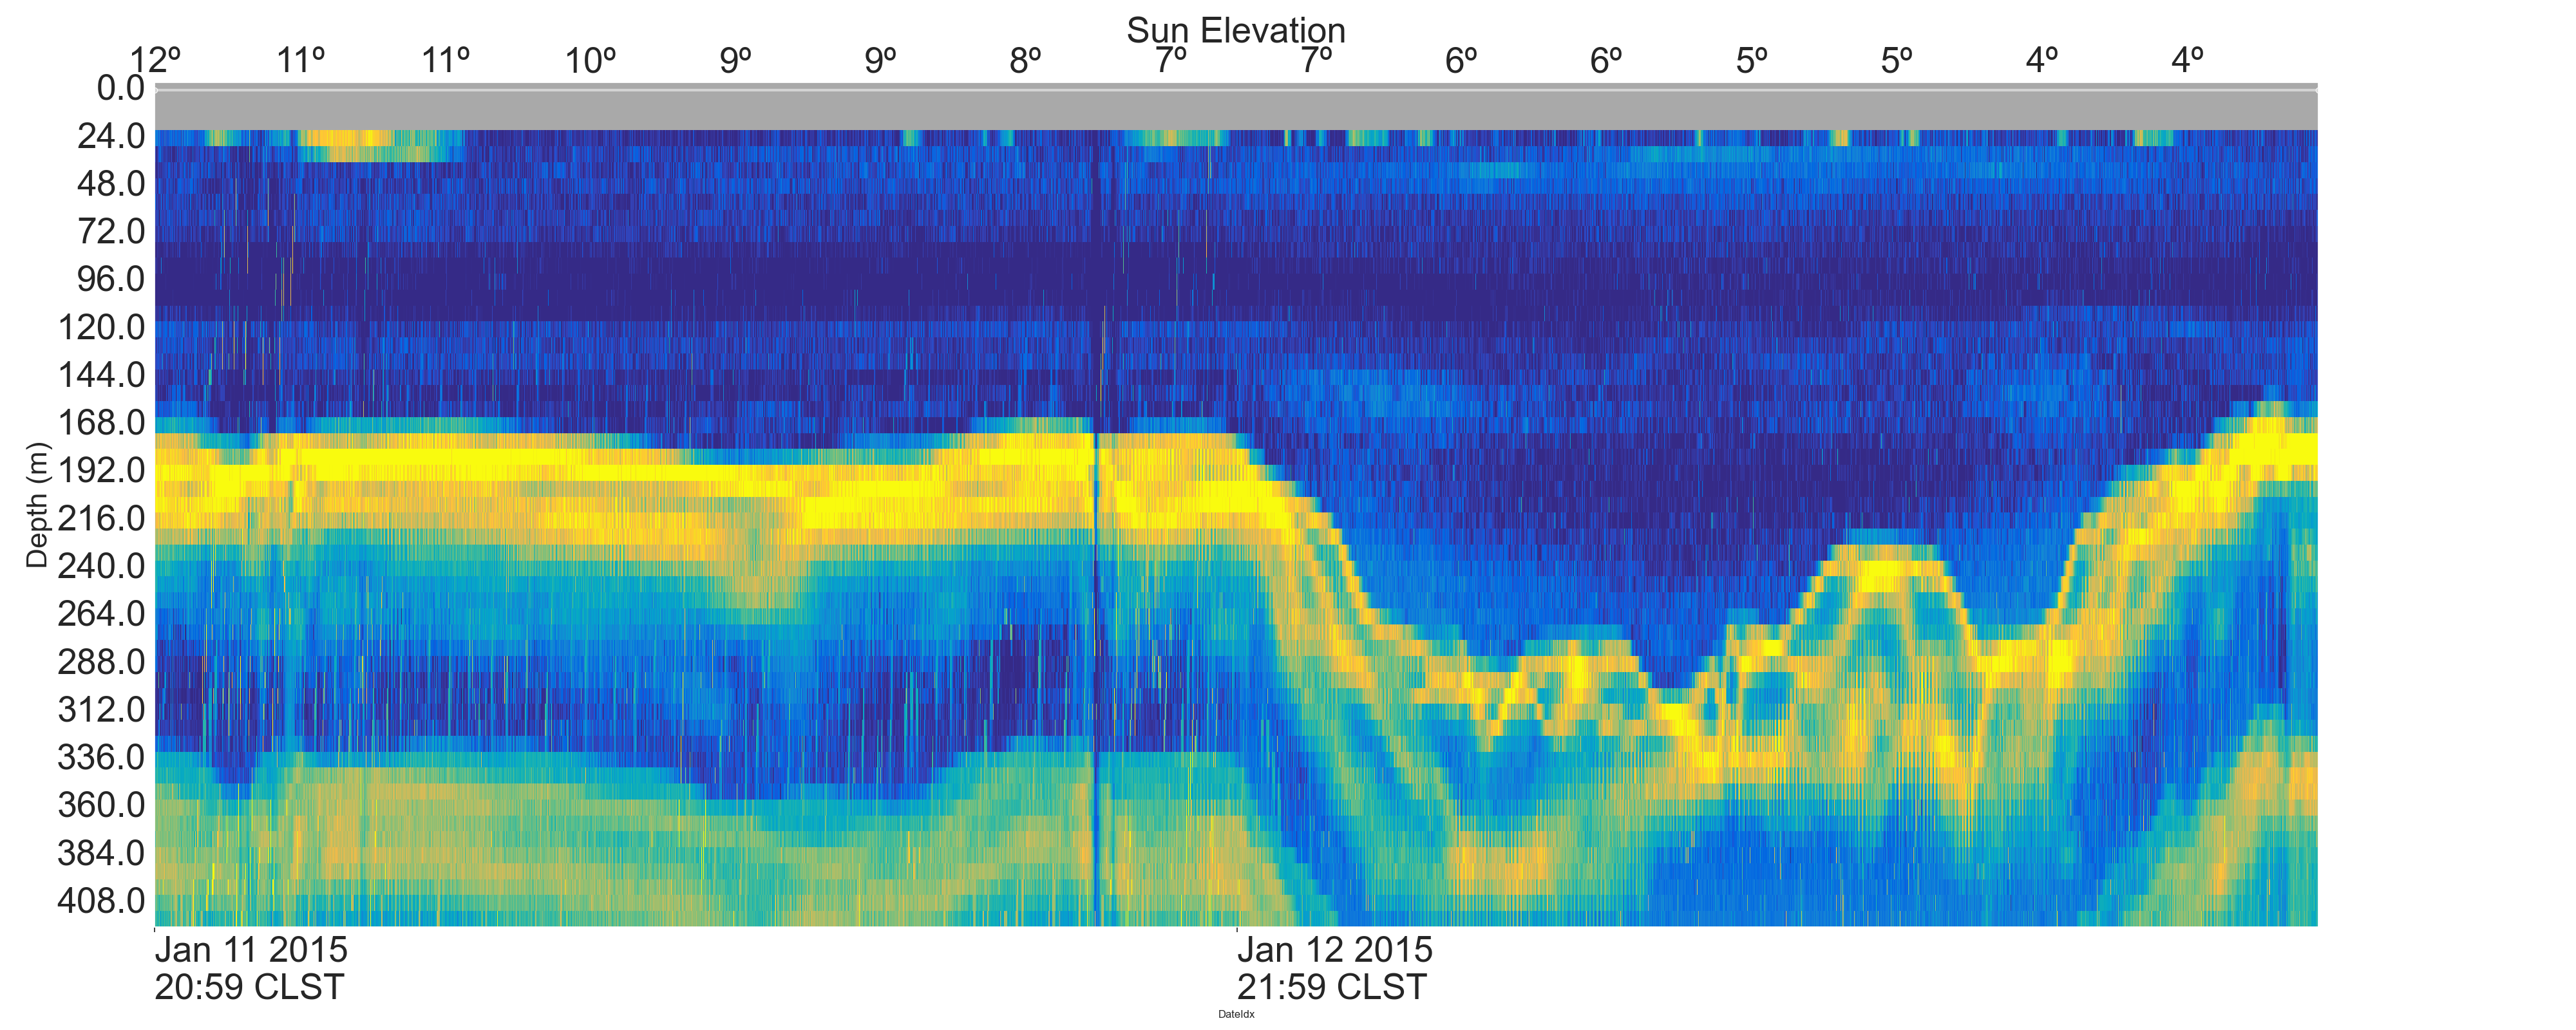 Sun Elevation
12º 11º 11º 10º 9º 9º 8º 7º 7º 6º 6º 5º 5º 4º 4º
0.0
24.0
48.0
72.0
96.0
120.0
144.0
168.0
192.0
216.0
240.0
264.0
288.0
312.0
336.0
360.0
384.0
408.0
Depth (m)
Jan 11 2015
20:59 CLST
Jan 12 2015
21:59 CLST
DateIdx